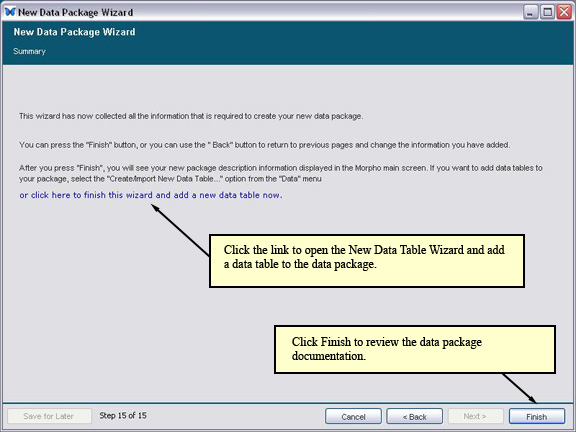 New Data Package Wizard
New Data Package Wizard
Summary
This wizard has now collected all the information that is required to create your new data package.
You can press the "Finish" button, or you can use the " Back" button to return to previous pages and change the information you have added.
After you press "Finish", you will see your new package description information displayed in the Morpho main screen. If you want to add data tables to
your package, select the "Create/Import New Data Table..." option from the "Data" menu
or click here to finish this wizard and add a new data table now.
Click the link to open the New Data Table Wizard and add
a data table to the data package.
Click Finish to review the data package
documentation.
Save for Later
Step 15 of 15
Cancel
< Back
Next >
Finish